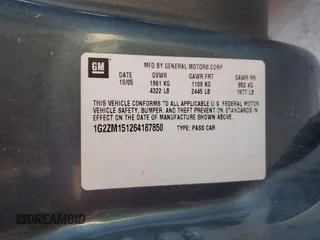 GM
MFD BY GENERAL MOTORS CORP
DATE GVWR GAWR FRT GAWR RR
10/05 1961 KG 1109 KG 852 KG
4322 LB 2445 LB 1877 LB
THIS VEHICLE CONFORMS TO ALL APPLICABLE U.S. FEDERAL MOTOR
VEHICLE SAFETY, BUMPER, AND THEFT PREVENTION STANDARDS IN
EFFECT ON THE DATE OF MANUFACTURE SHOWN ABOVE.
1G2ZM151264187850 TYPE: PASS CAR
DREAMBID